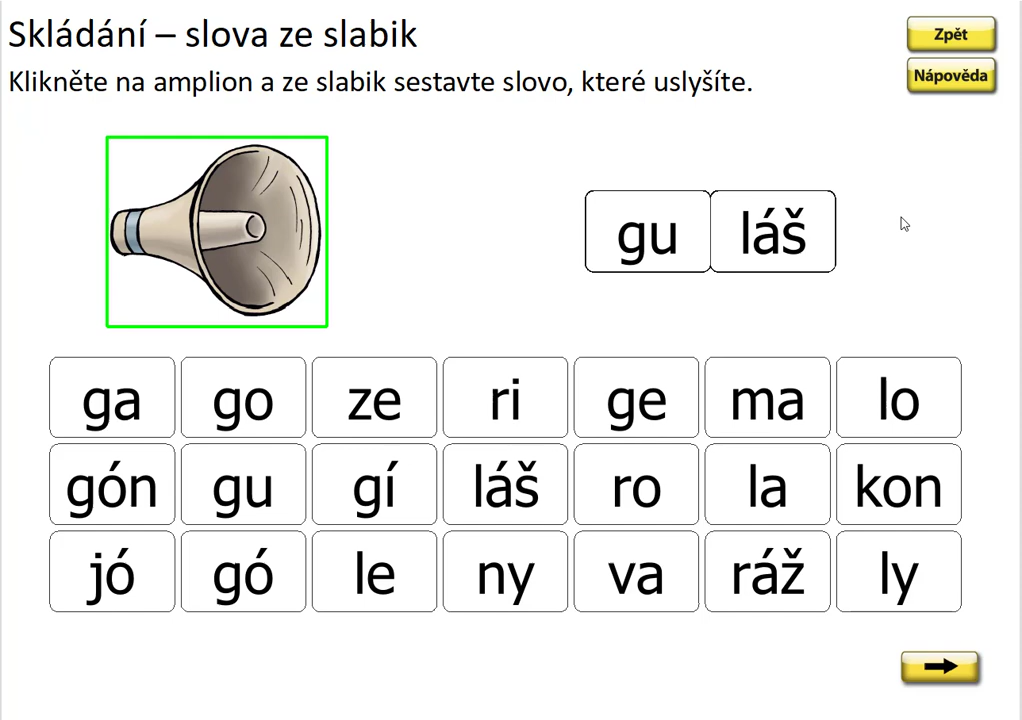 Skládání – slova ze slabik
Zpět
Klikněte na amplion a ze slabik sestavte slovo, které uslyšíte.
Nápověda
gu láš
ga go ze ri ge ma lo
gón gu gí láš ro la kon
jó gó le ny va ráž ly